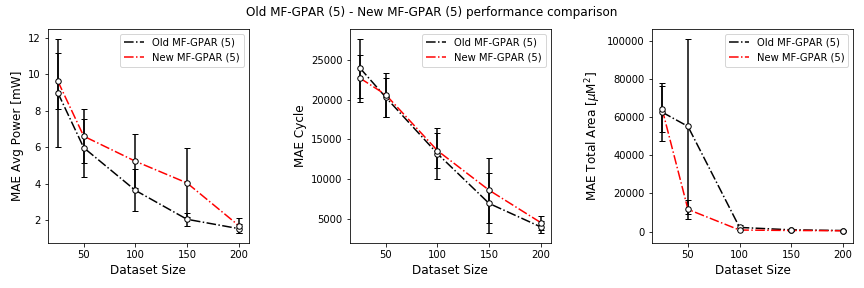 Old MF-GPAR (5) - New MF-GPAR (5) performance comparison
MAE Avg Power [mW]
12
10
8
6
4
2
Old MF-GPAR (5)
New MF-GPAR (5)
50
100
150
200
Dataset Size
MAE Cycle
25000
20000
15000
10000
5000
Old MF-GPAR (5)
New MF-GPAR (5)
50
100
150
200
Dataset Size
MAE Total Area [μM²]
100000
80000
60000
40000
20000
0
Old MF-GPAR (5)
New MF-GPAR (5)
50
100
150
200
Dataset Size